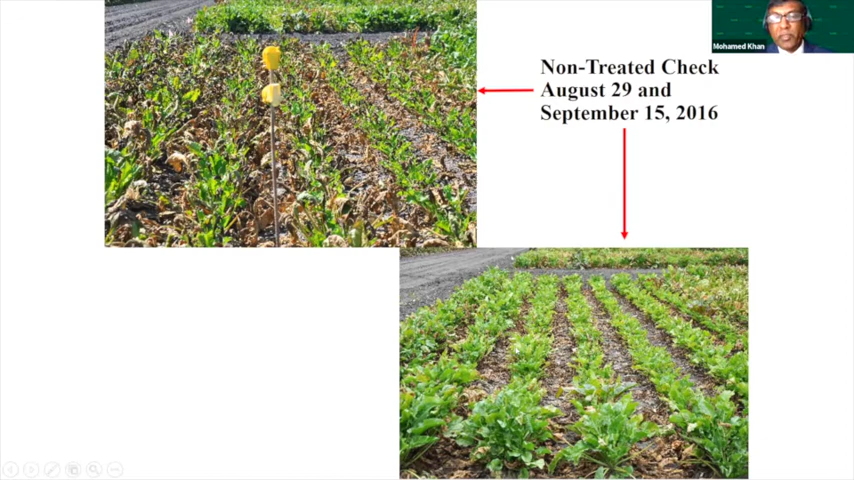 Mohamed Khan
Non-Treated Check
August 29 and
September 15, 2016